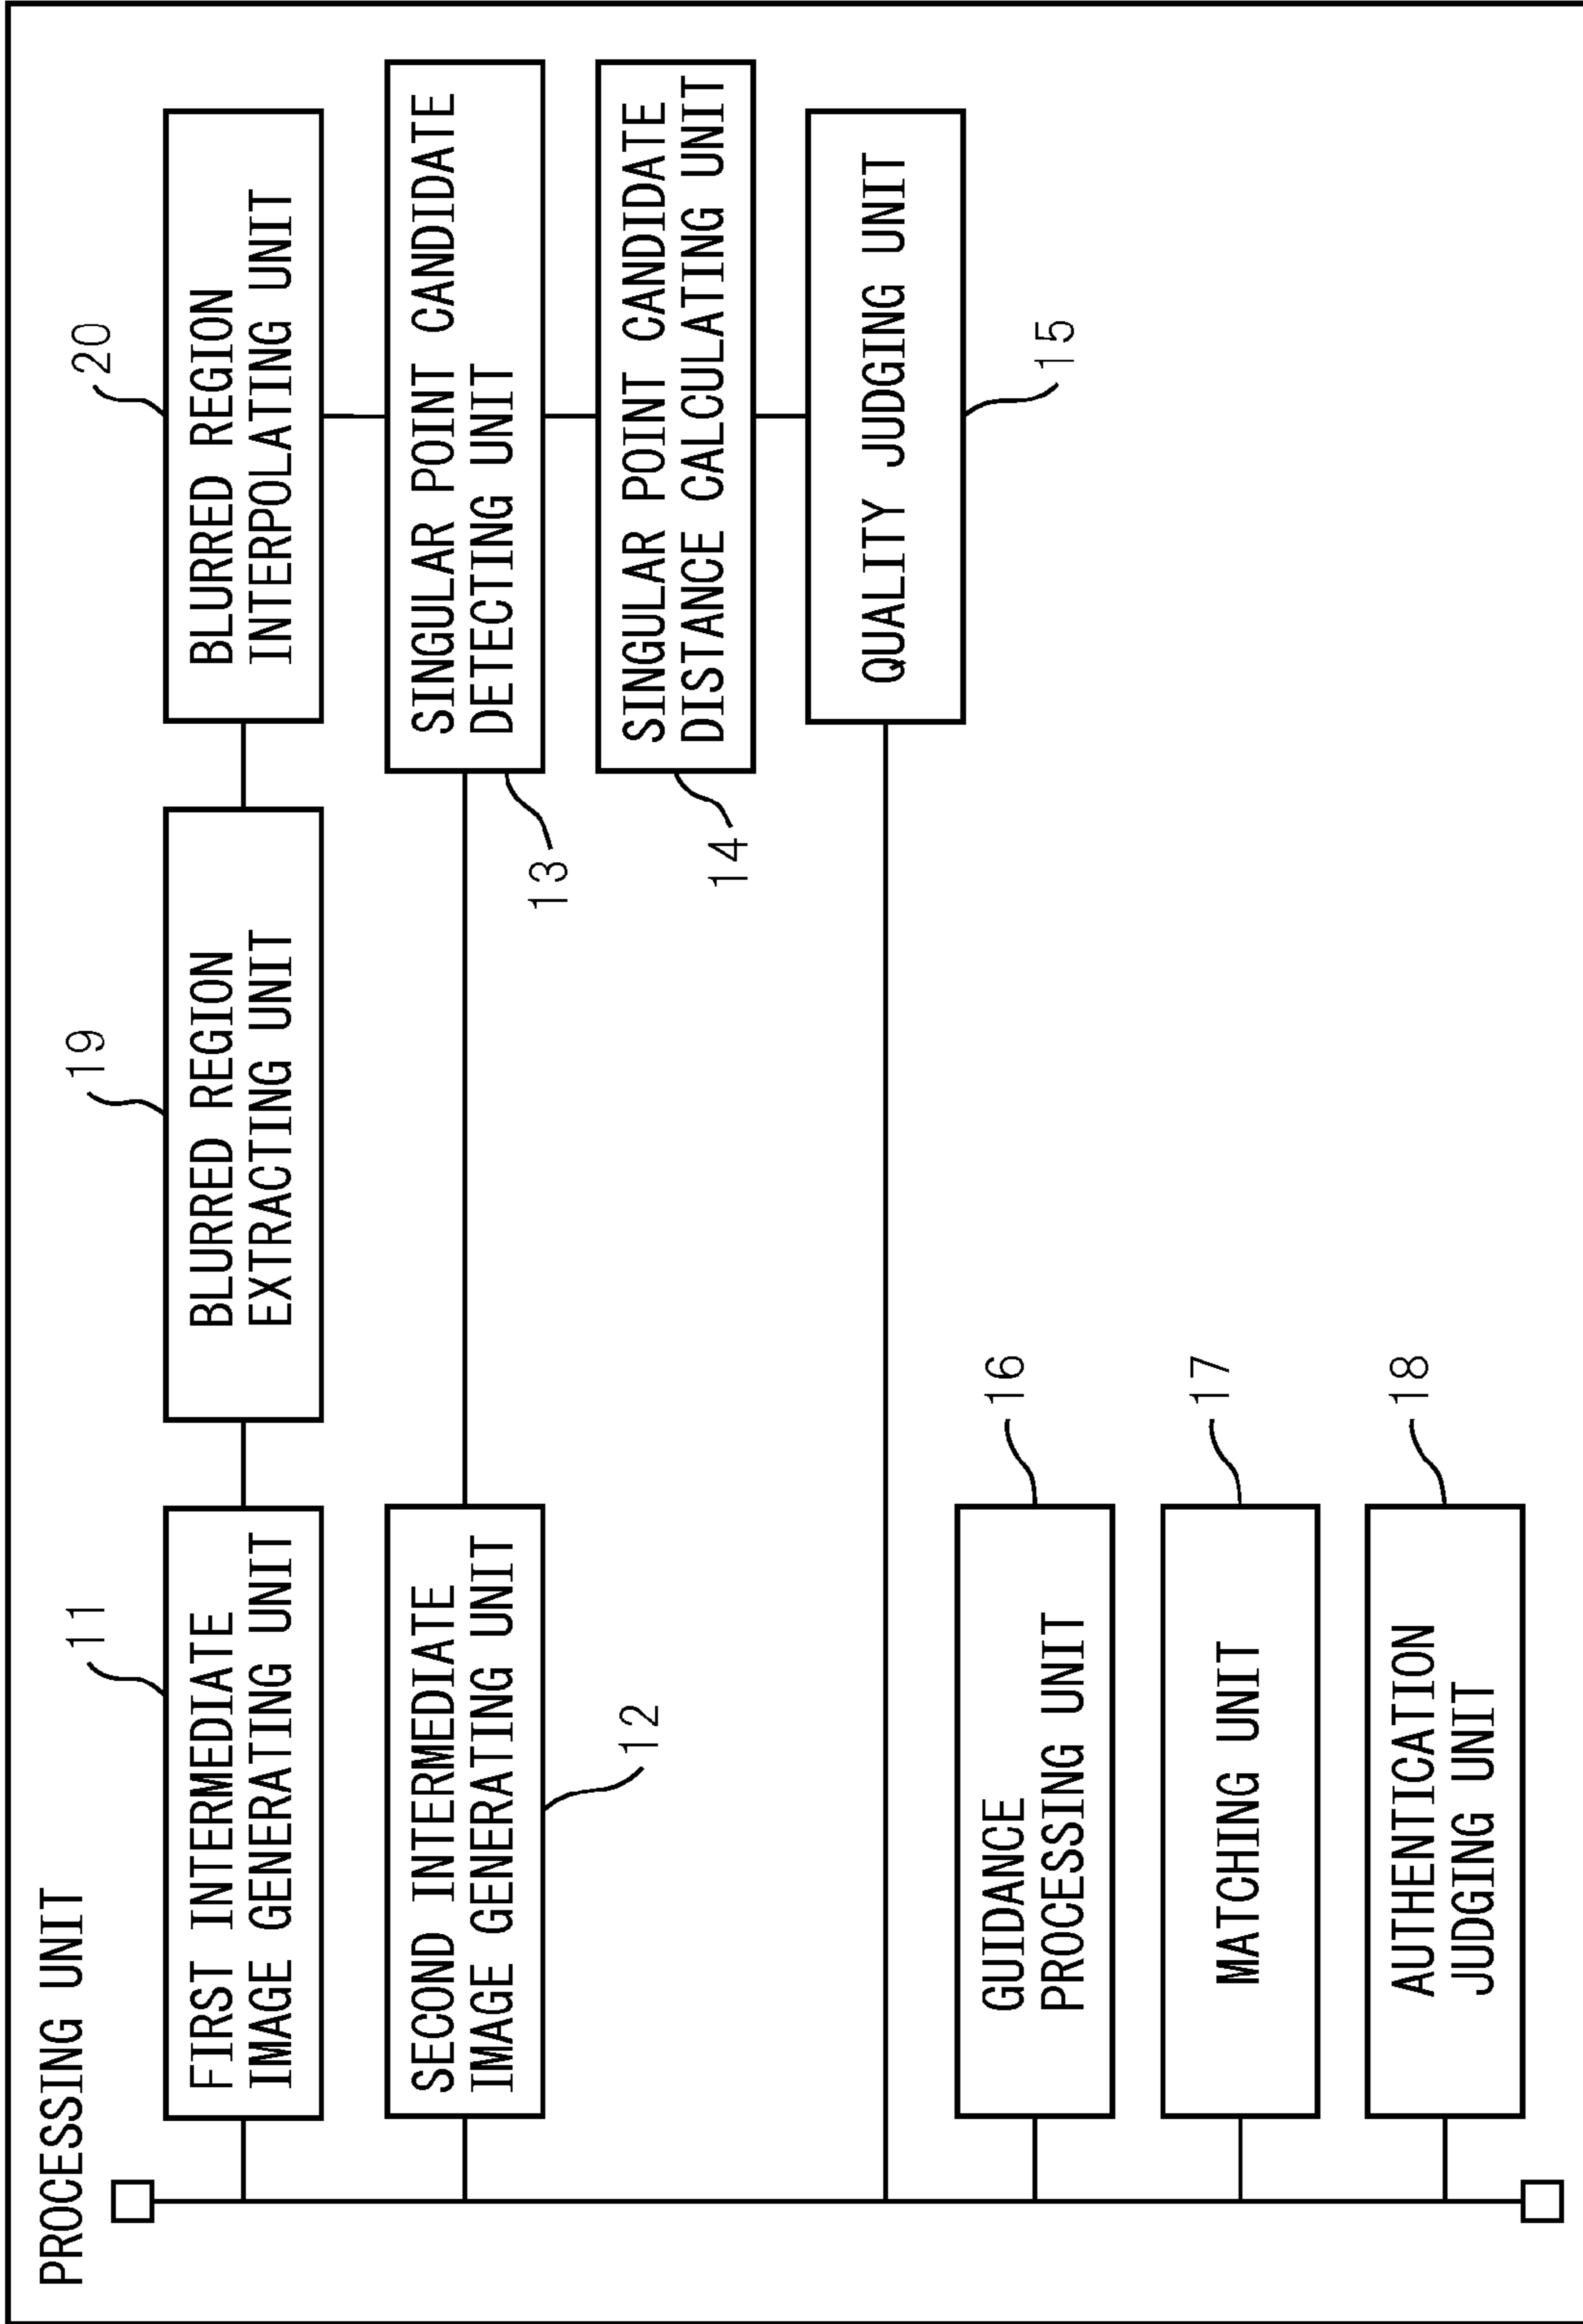 PROCESSING UNIT
11
19
20
FIRST INTERMEDIATE
IMAGE GENERATING UNIT
BLURRED REGION
EXTRACTING UNIT
BLURRED REGION
INTERPOLATING UNIT
SECOND INTERMEDIATE
IMAGE GENERATING UNIT
12
SINGULAR POINT CANDIDATE
DETECTING UNIT
13
SINGULAR POINT CANDIDATE
DISTANCE CALCULATING UNIT
14
QUALITY JUDGING UNIT
15
GUIDANCE
PROCESSING UNIT
16
MATCHING UNIT
17
AUTHENTICATION
JUDGING UNIT
18